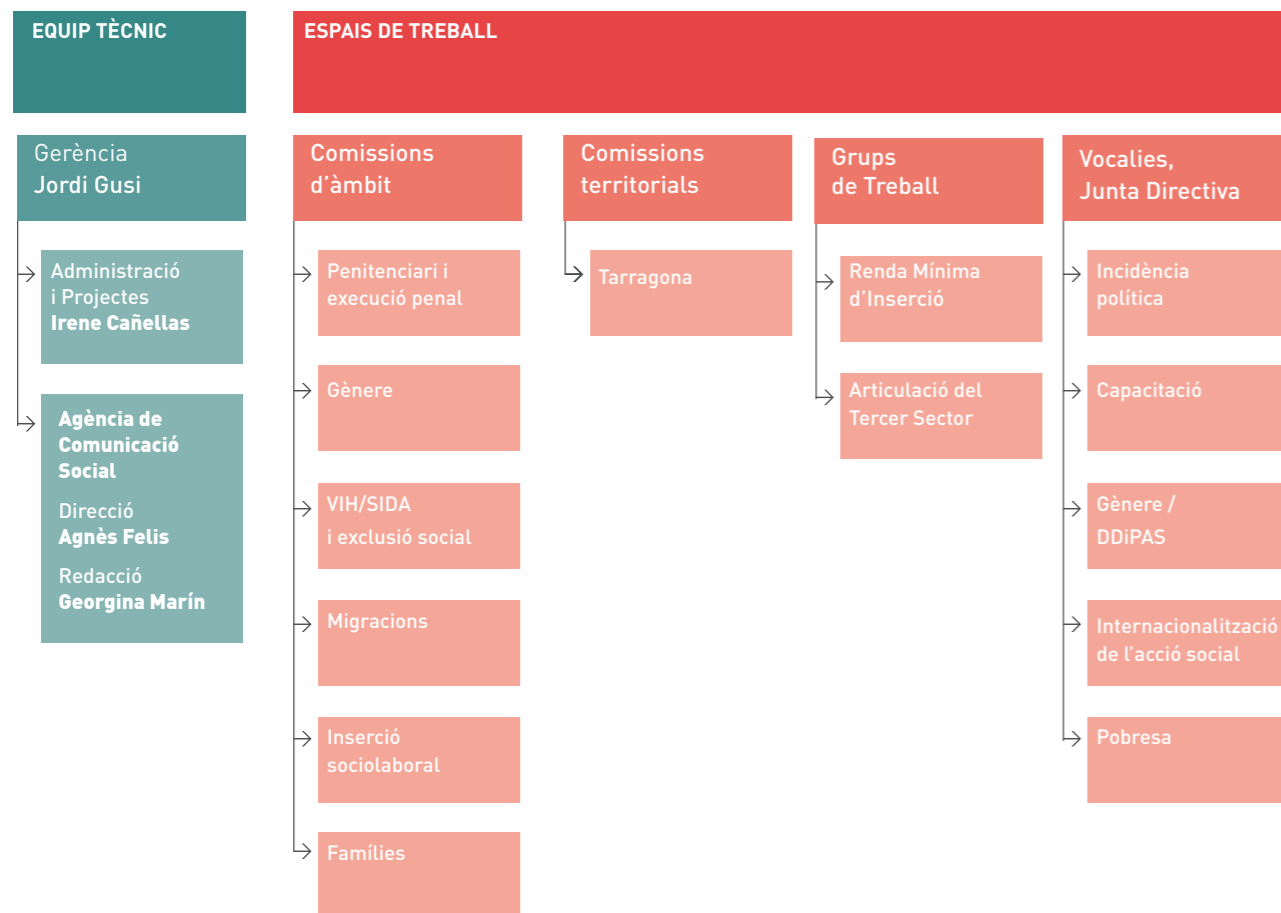 EQUIP TÈCNIC
ESPAIS DE TREBALL
Gerència
Jordi Gusi
Administració
i Projectes
Irene Cañellas
Agència de
Comunicació
Social
Direcció
Agnès Felis
Redacció
Georgina Marín
Comissions
d'àmbit
Penitenciari i
execució penal
Gènere
VIH/SIDA
i exclusió social
Migracions
Inserció
sociolaboral
Famílies
Comissions
territorials
Tarragona
Grups
de Treball
Renda Mínima
d'Inserció
Articulació del
Tercer Sector
Vocalies,
Junta Directiva
Incidència
política
Capacitació
Gènere /
DDiPAS
Internacionalització
de l'acció social
Pobresa